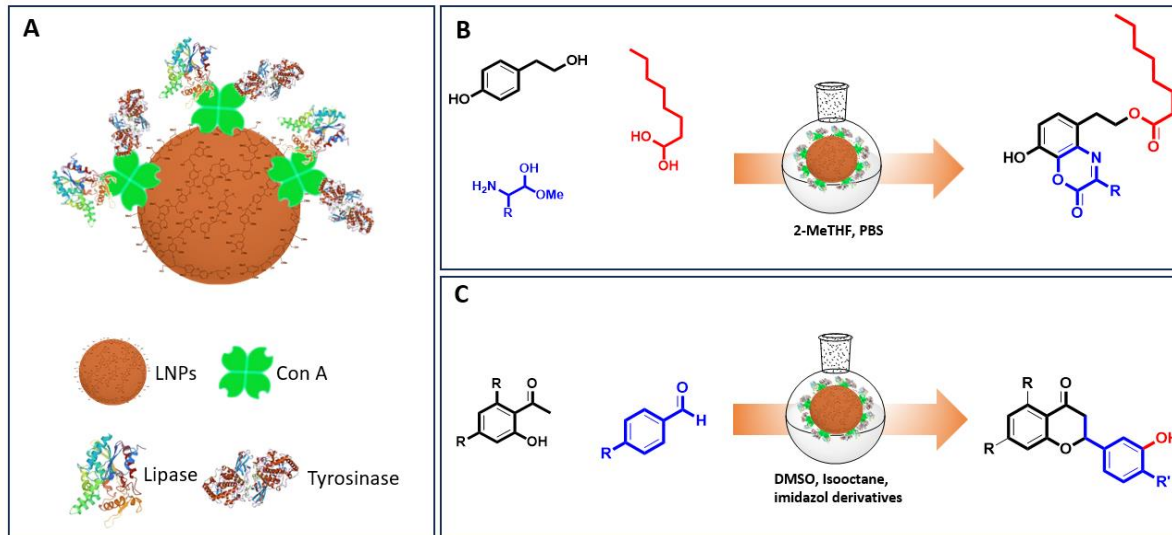 A
LNPs
Con A
Lipase
Tyrosinase
B
OH
HO
HO
OH
OH
H₂N
OMe
R
2-MeTHF, PBS
O
O
HO
N
O
R
O
C
R
O
R
OH
O
H
R
DMSO, Isooctane,
imidazol derivatives
R
O
R
O
OH
R'